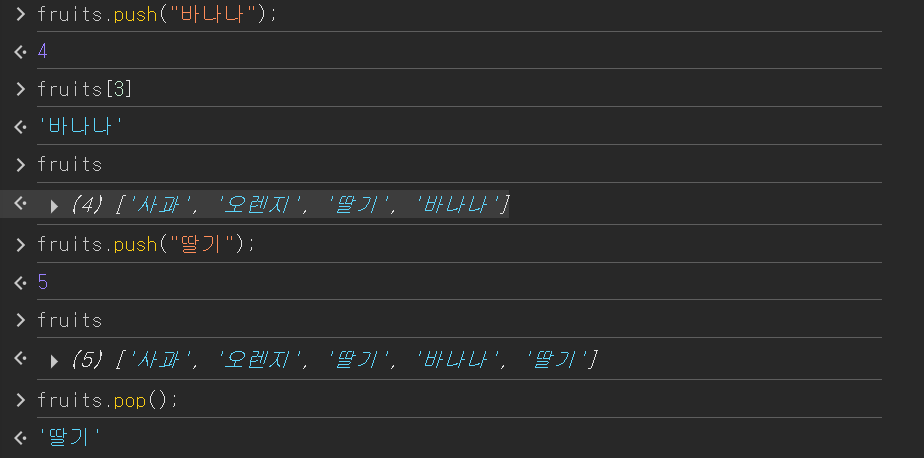 fruits.push("바나나");
4
fruits[3]
'바나나'
fruits
(4) ['사과', '오렌지', '딸기', '바나나']
fruits.push("딸기");
5
fruits
(5) ['사과', '오렌지', '딸기', '바나나', '딸기']
fruits.pop();
'딸기'